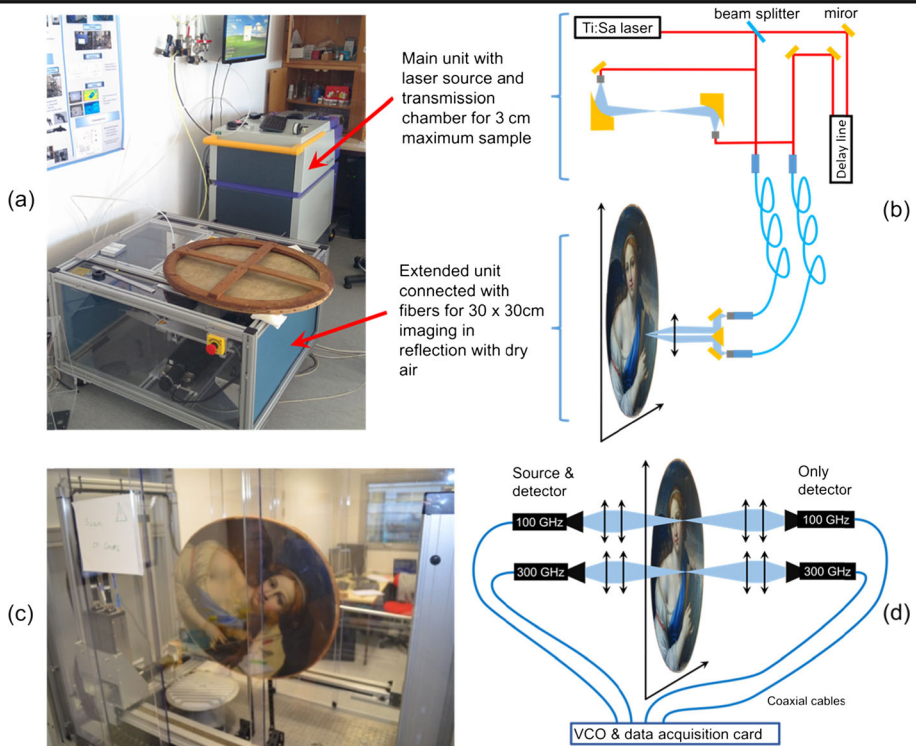 (a)
Main unit with
laser source and
transmission
chamber for 3 cm
maximum sample
Extended unit
connected with
fibers for 30 x 30cm
imaging in
reflection with dry
air
Ti:Sa laser
beam splitter
miror
Delay line
(b)
(c)
Source &
detector
Only
detector
100 GHz
100 GHz
300 GHz
300 GHz
(d)
Coaxial cables
VCO & data acquisition card